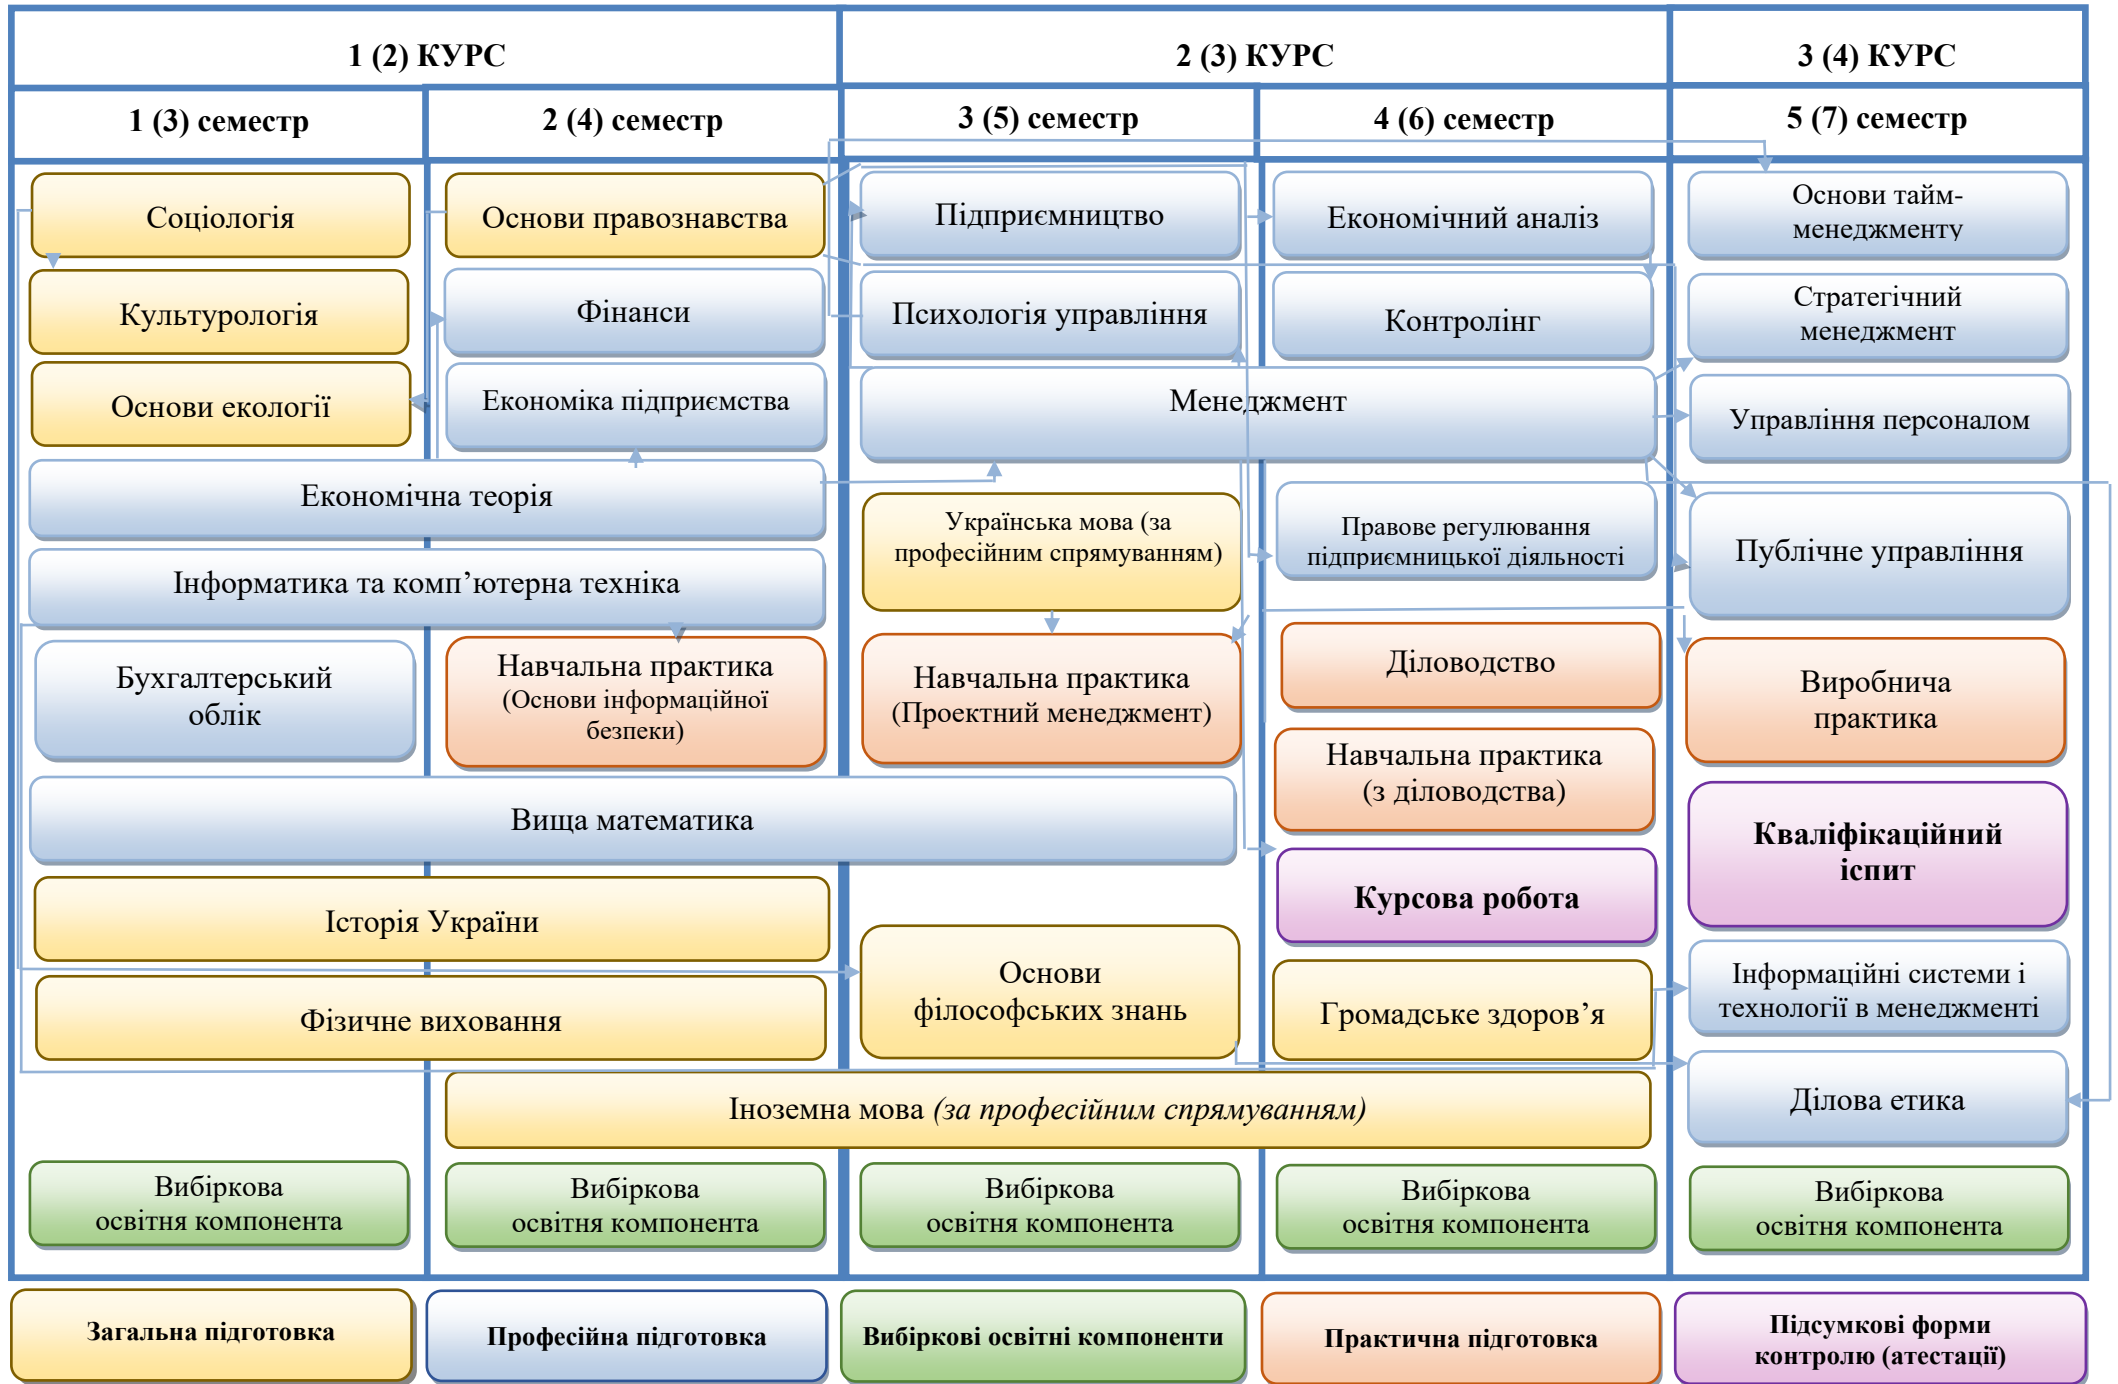 1 (2) КУРС
2 (3) КУРС
3 (4) КУРС
1 (3) семестр
2 (4) семестр
3 (5) семестр
4 (6) семестр
5 (7) семестр
Соціологія
Основи правознавства
Підприємництво
Економічний аналіз
Основи тайм-
менеджменту
Культурологія
Фінанси
Психологія управління
Контролінг
Стратегічний
менеджмент
Основи екології
Економіка підприємства
Менеджмент
Управління персоналом
Економічна теорія
Українська мова (за
професійним спрямуванням)
Правове регулювання
підприємницької діяльності
Публічне управління
Інформатика та комп’ютерна техніка
Бухгалтерський
облік
Навчальна практика
(Основи інформаційної
безпеки)
Навчальна практика
(Проектний менеджмент)
Діловодство
Виробнича
практика
Навчальна практика
(з діловодства)
Вища математика
Кваліфікаційний
іспит
Історія України
Курсова робота
Основи
філософських знань
Інформаційні системи і
технології в менеджменті
Фізичне виховання
Громадське здоров’я
Іноземна мова (за професійним спрямуванням)
Ділова етика
Вибіркова
освітня компонента
Вибіркова
освітня компонента
Вибіркова
освітня компонента
Вибіркова
освітня компонента
Вибіркова
освітня компонента
Загальна підготовка
Професійна підготовка
Вибіркові освітні компоненти
Практична підготовка
Підсумкові форми
контролю (атестації)